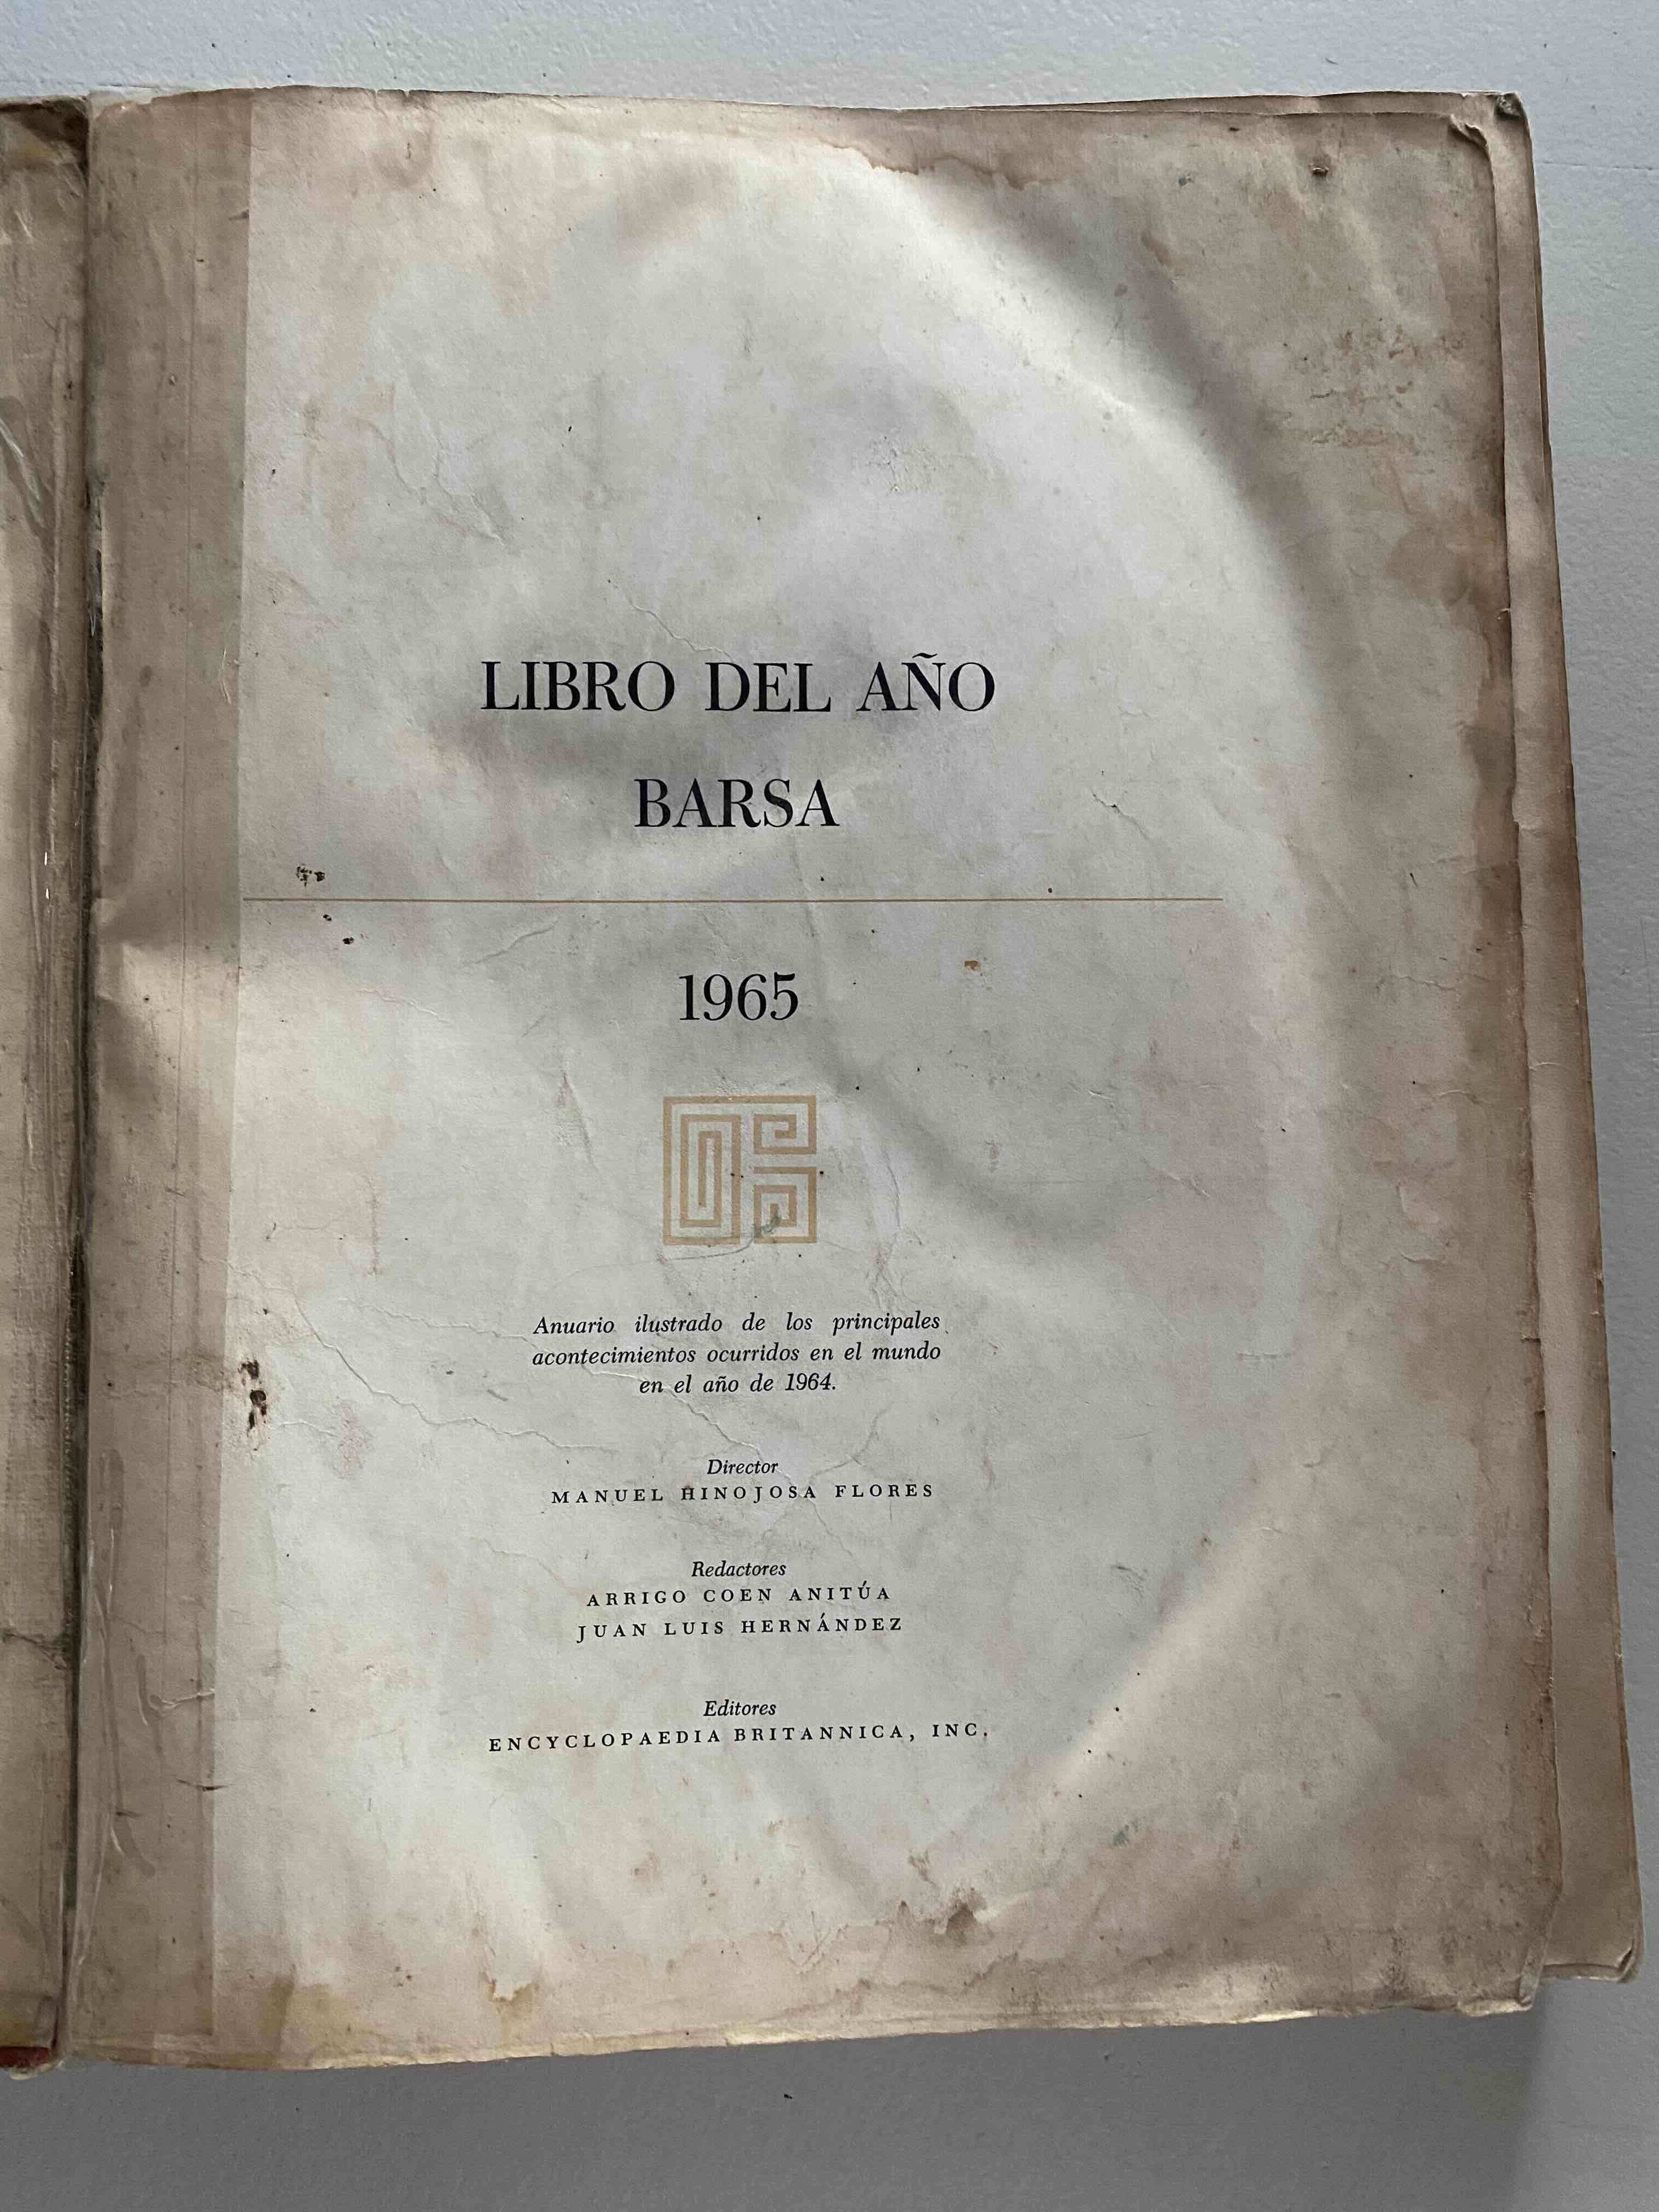 LIBRO DEL AÑO
BARSA
1965
Anuario ilustrado de los principales
acontecimientos ocurridos en el mundo
en el año de 1964.
Director
MANUEL HINOJOSA FLORES
Redactores
ARRIGO COEN ANITÚA
JUAN LUIS HERNÁNDEZ
Editores
ENCYCLOPAEDIA BRITANNICA, INC.